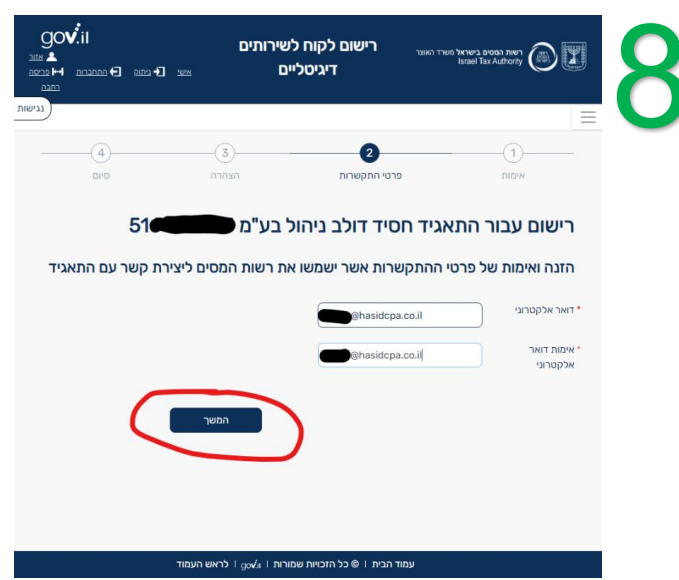 8
gov.il
רישום לקוח לשירותים דיגיטליים
רשות המסים בישראל משרד האוצר
Israel Tax Authority
אזור אישי
ניתוק
התחברות
פריסה רחבה
נגישות
1
2
3
4
אימות
פרטי התקשרות
הצהרה
סיום
רישום עבור התאגיד חסיד דולב ניהול בע"מ 51
הזנה ואימות של פרטי ההתקשרות אשר ישמשו את רשות המסים ליצירת קשר עם התאגיד
* דואר אלקטרוני
@hasidcpa.co.il
* אימות דואר
אלקטרוני
@hasidcpa.co.il
המשך
עמוד הבית | © כל הזכויות שמורות | gov.il | לראש העמוד